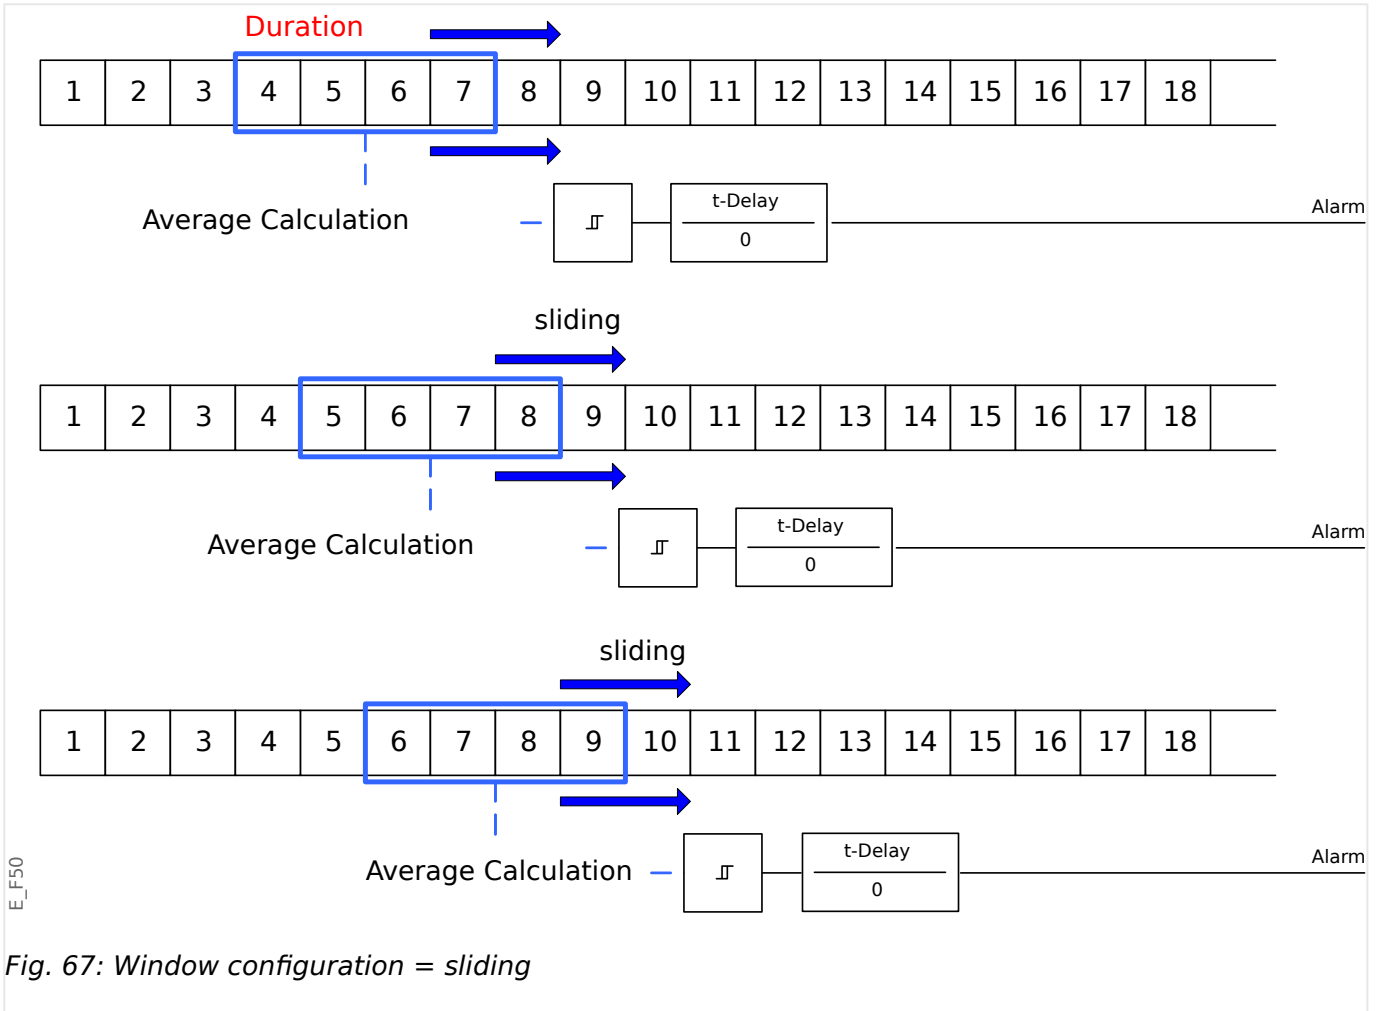 Duration
1 2 3 4 5 6 7 8 9 10 11 12 13 14 15 16 17 18
Average Calculation
t-Delay
0
Alarm
sliding
1 2 3 4 5 6 7 8 9 10 11 12 13 14 15 16 17 18
Average Calculation
t-Delay
0
Alarm
sliding
1 2 3 4 5 6 7 8 9 10 11 12 13 14 15 16 17 18
Average Calculation
t-Delay
0
Alarm
E_F50
Fig. 67: Window configuration = sliding